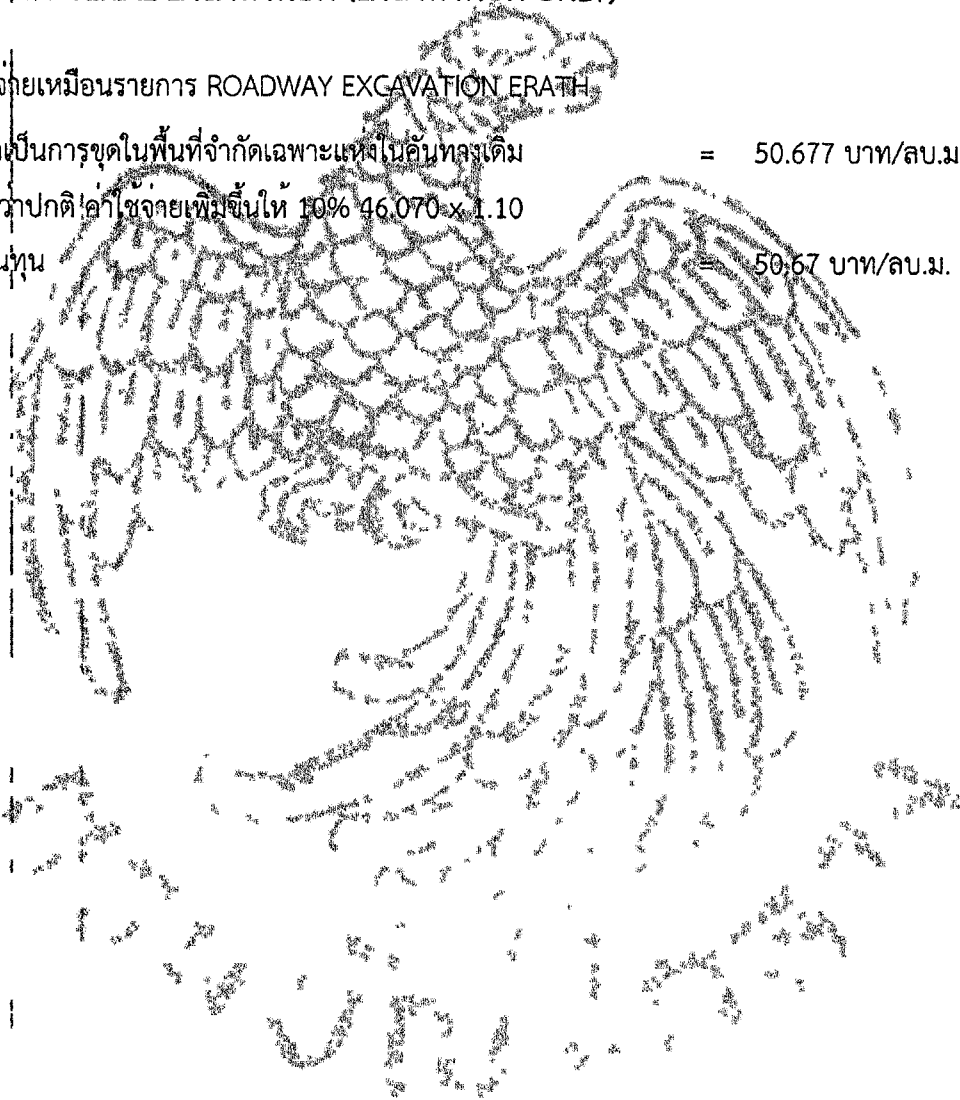 จ่ายเหมือนรายการ ROADWAY EXCAVATION ERATH
เป็นการขุดในพื้นที่จำกัดเฉพาะแห่งในคันทางเดิม = 50.677 บาท/ลบ.ม
ว่าปกติ ค่าใช้จ่ายเพิ่มขึ้นให้ 10% 46.070 x 1.10
นทุน = 50.67 บาท/ลบ.ม.